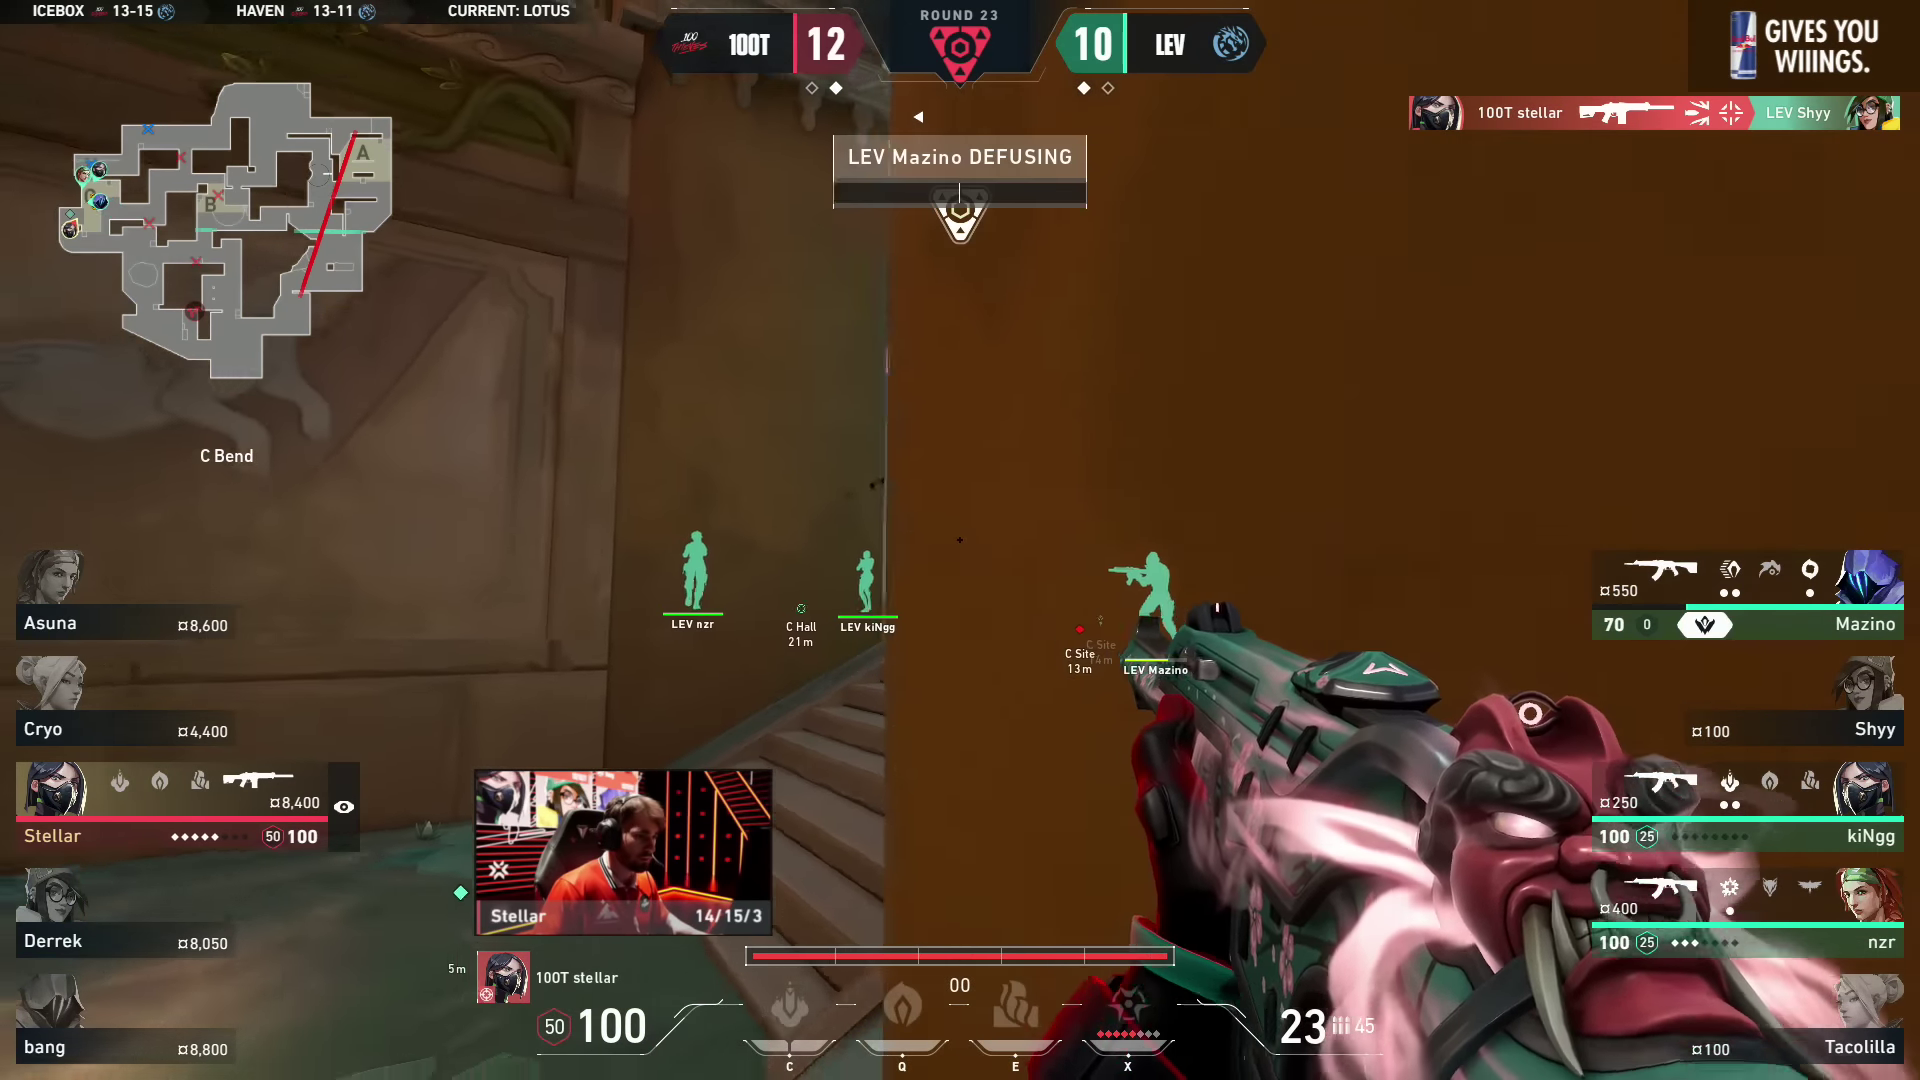 ICEBOX 13-15
HAVEN 13-11
CURRENT: LOTUS
100 THIEVES 100T 12
ROUND 23
10 LEV
GIVES YOU
WIIINGS.
100T stellar LEV Shyy
LEV Mazino DEFUSING
A
B
C
C Bend
LEV nzr
C Hall
21m
LEV kiNgg
C Site
13m
C Site
LEV Mazino
Asuna ¤8,600
Cryo ¤4,400
¤8,400
Stellar 50 100
Derrek ¤8,050
bang ¤8,800
¤550
70 0 Mazino
¤100 Shyy
¤250
100 25 kiNgg
¤400
100 25 nzr
¤100 Tacolilla
Stellar 14/15/3
5m 100T stellar
50 100
00
C Q E X
23 45